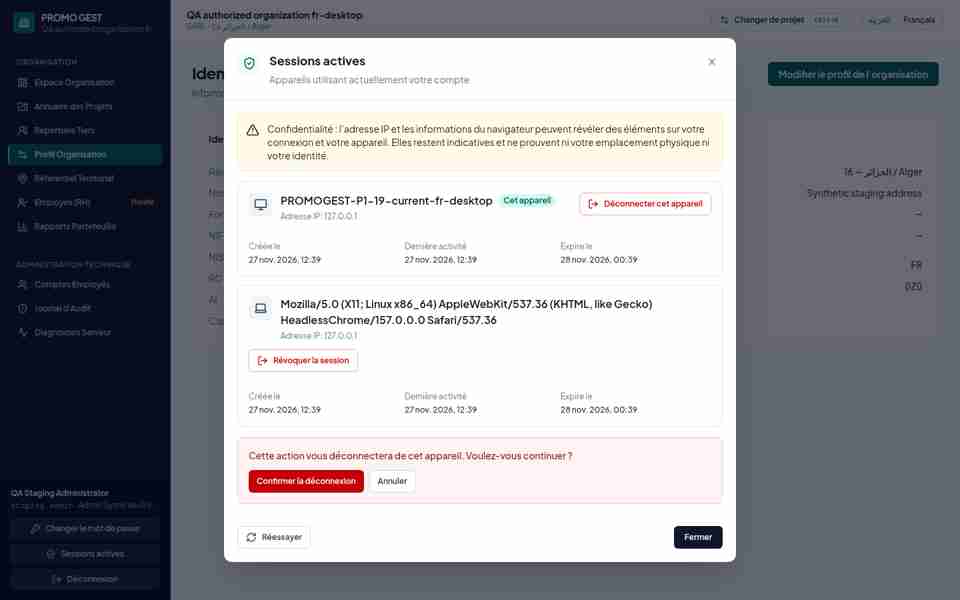 PROMO GEST
QA authorized organization fr-
ORGANISATION
Espace Organisation
Annuaire des Projets
Répertoire Tiers
Profil Organisation
Référentiel Territorial
Employés (RH)
Rapports Portefeuille
ADMINISTRATION TECHNIQUE
Comptes Employés
Journal d'Audit
Diagnostics Serveur
QA Staging Administrator
Changer le mot de passe
Sessions actives
Déconnexion
QA authorized organization fr-desktop
Changer de projet
Ctrl+K
العربية
Français
Iden
Modifier le profil de l'organisation
Ide
16 — الجزائر / Alger
Synthetic staging address
—
—
FR
DZD
Sessions actives
Appareils utilisant actuellement votre compte.
Confidentialité : l'adresse IP et les informations du navigateur peuvent révéler des éléments sur votre
connexion et votre appareil. Elles restent indicatives et ne prouvent ni votre emplacement physique ni
votre identité.
PROMOGEST-P1-19-current-fr-desktop
Cet appareil
Déconnecter cet appareil
Adresse IP: 127.0.0.1
Créée le
Dernière activité
Expire le
27 nov. 2026, 12:39
27 nov. 2026, 12:39
28 nov. 2026, 00:39
Mozilla/5.0 (X11; Linux x86_64) AppleWebKit/537.36 (KHTML, like Gecko)
HeadlessChrome/157.0.0.0 Safari/537.36
Adresse IP: 127.0.0.1
Révoquer la session
Créée le
Dernière activité
Expire le
27 nov. 2026, 12:39
27 nov. 2026, 12:39
28 nov. 2026, 00:39
Cette action vous déconnectera de cet appareil. Voulez-vous continuer ?
Confirmer la déconnexion
Annuler
Réessayer
Fermer